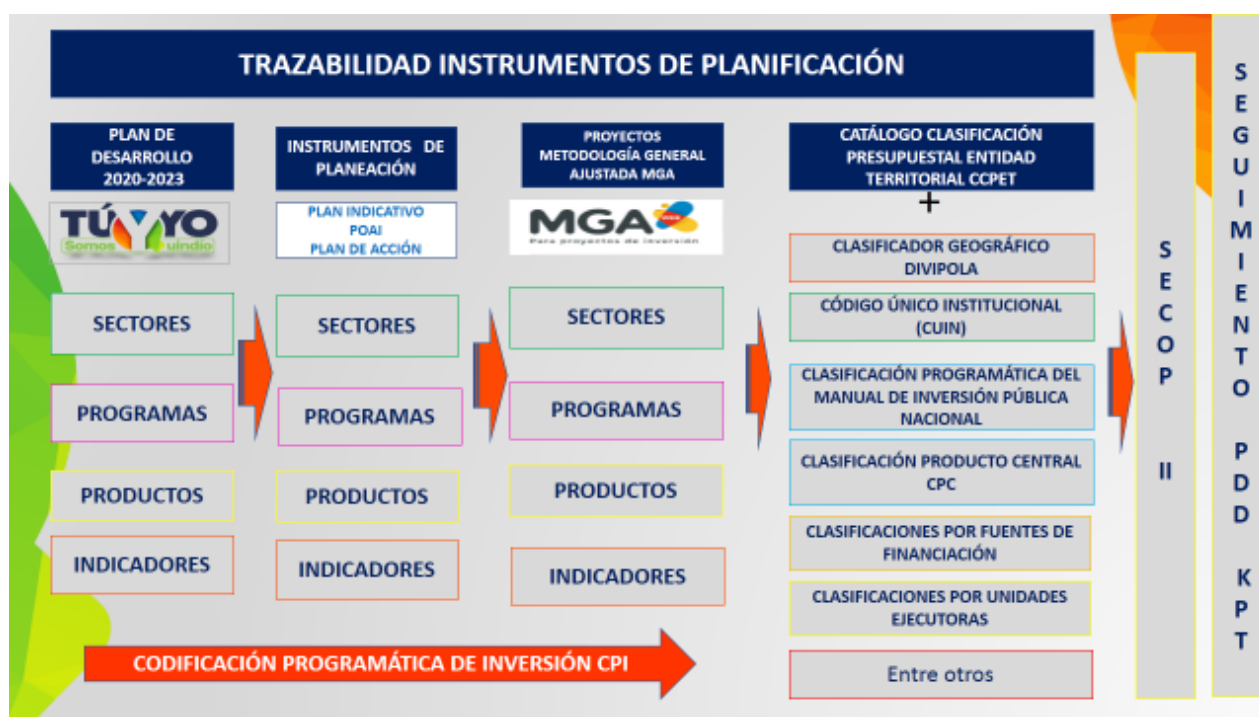 TRAZABILIDAD INSTRUMENTOS DE PLANIFICACIÓN
PLAN DE
DESARROLLO
2020-2023
TÚ Y YO
Somos Quindio
SECTORES
PROGRAMAS
PRODUCTOS
INDICADORES
INSTRUMENTOS DE
PLANEACIÓN
PLAN INDICATIVO
POAI
PLAN DE ACCIÓN
SECTORES
PROGRAMAS
PRODUCTOS
INDICADORES
PROYECTOS
METODOLOGÍA GENERAL
AJUSTADA MGA
MGA
Para proyectos de inversión
SECTORES
PROGRAMAS
PRODUCTOS
INDICADORES
CODIFICACIÓN PROGRAMÁTICA DE INVERSIÓN CPI
CATÁLOGO CLASIFICACIÓN
PRESUPUESTAL ENTIDAD
TERRITORIAL CCPET
+
CLASIFICADOR GEOGRÁFICO
DIVIPOLA
CÓDIGO ÚNICO INSTITUCIONAL
(CUIN)
CLASIFICACIÓN PROGRAMÁTICA DEL
MANUAL DE INVERSIÓN PÚBLICA
NACIONAL
CLASIFICACIÓN PRODUCTO CENTRAL
CPC
CLASIFICACIONES POR FUENTES DE
FINANCIACIÓN
CLASIFICACIONES POR UNIDADES
EJECUTORAS
Entre otros
SECOP II
SEGUIMIENTO PDD KPT